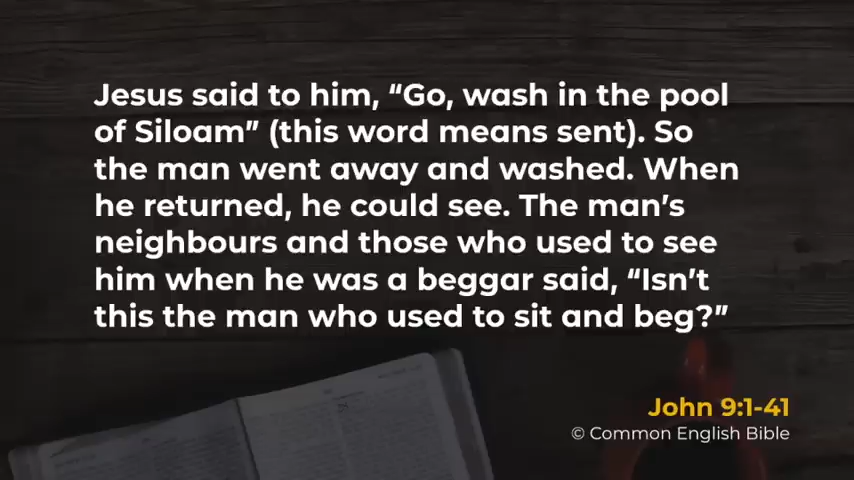 Jesus said to him, “Go, wash in the pool
of Siloam” (this word means sent). So
the man went away and washed. When
he returned, he could see. The man’s
neighbours and those who used to see
him when he was a beggar said, “Isn’t
this the man who used to sit and beg?”
John 9:1-41
© Common English Bible